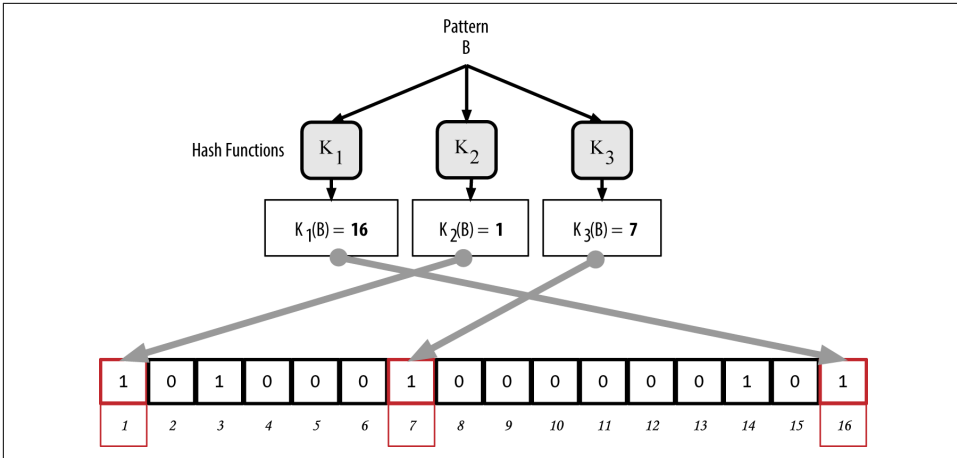 Pattern
B
Hash Functions
K1 K2 K3
K1(B) = 16 K2(B) = 1 K3(B) = 7
1 0 1 0 0 0 1 0 0 0 0 0 0 1 0 1
1 2 3 4 5 6 7 8 9 10 11 12 13 14 15 16